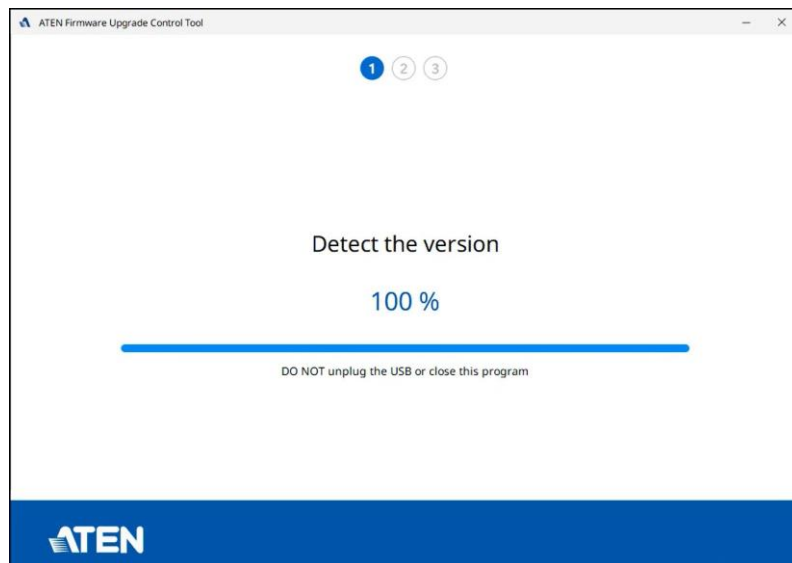 ATEN Firmware Upgrade Control Tool
1 2 3
Detect the version
100 %
DO NOT unplug the USB or close this program
ATEN